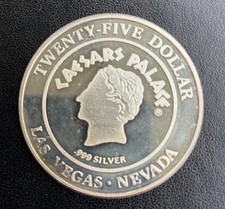 TWENTY-FIVE DOLLAR
CAESARS PALACE
®
.999 SILVER
LAS VEGAS • NEVADA